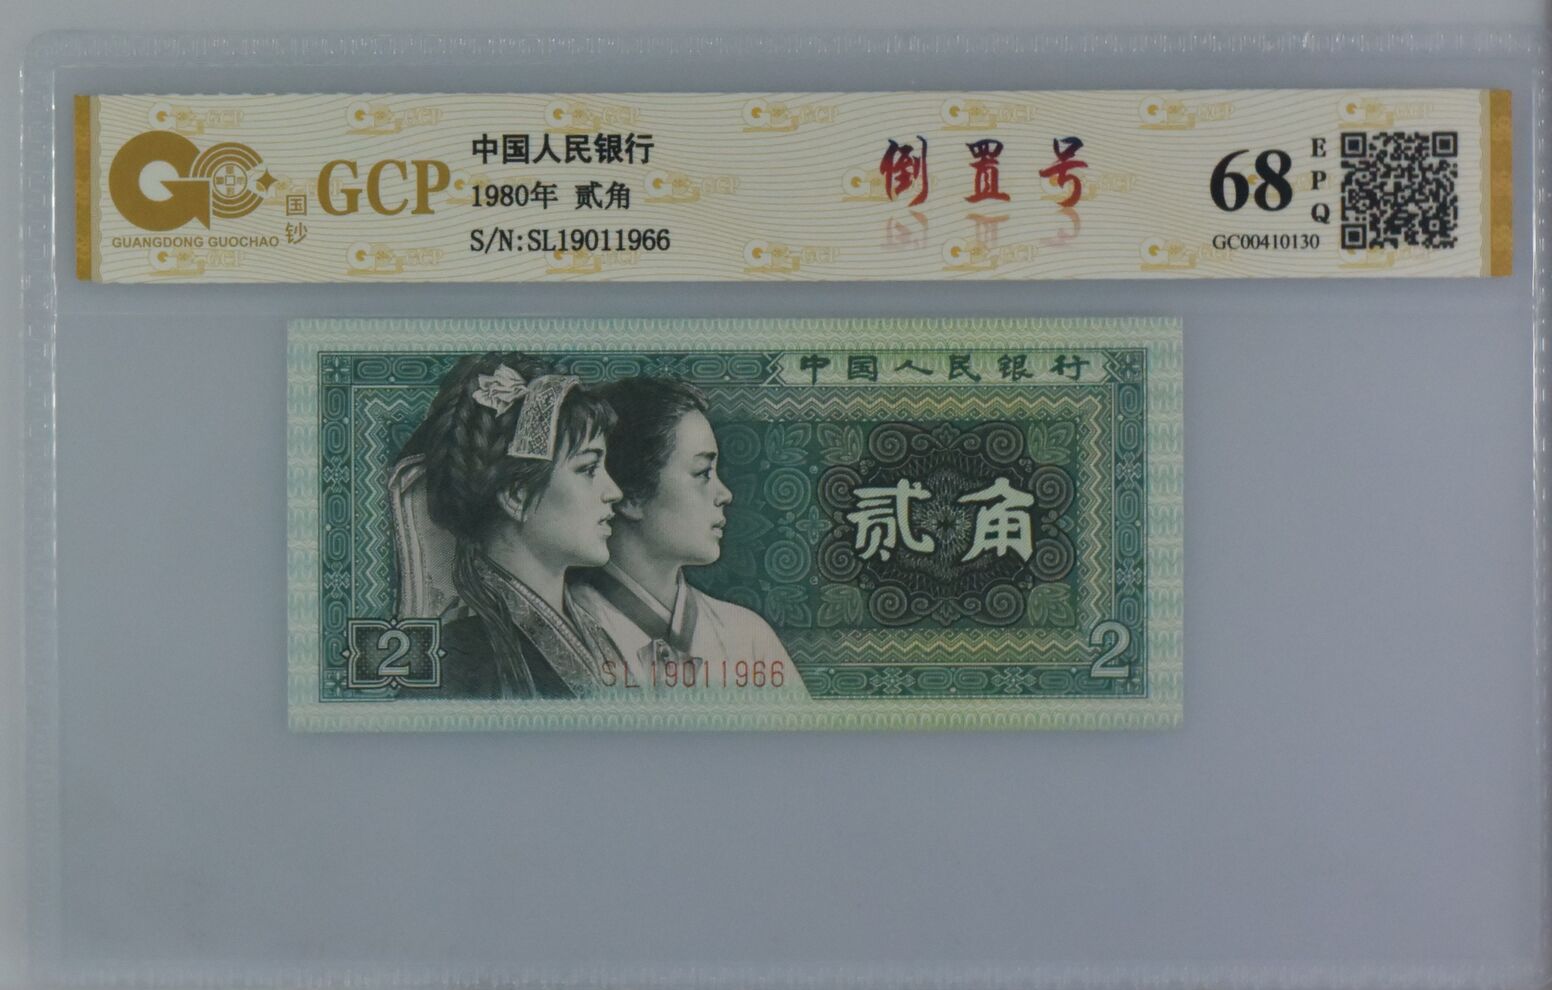 GUANGDONG GUOCHAO
国钞
GCP
中国人民银行
1980年 贰角
S/N:SL19011966
倒置号
68
EPQ
GC00410130
中国人民银行
贰角
2
2
SL19011966